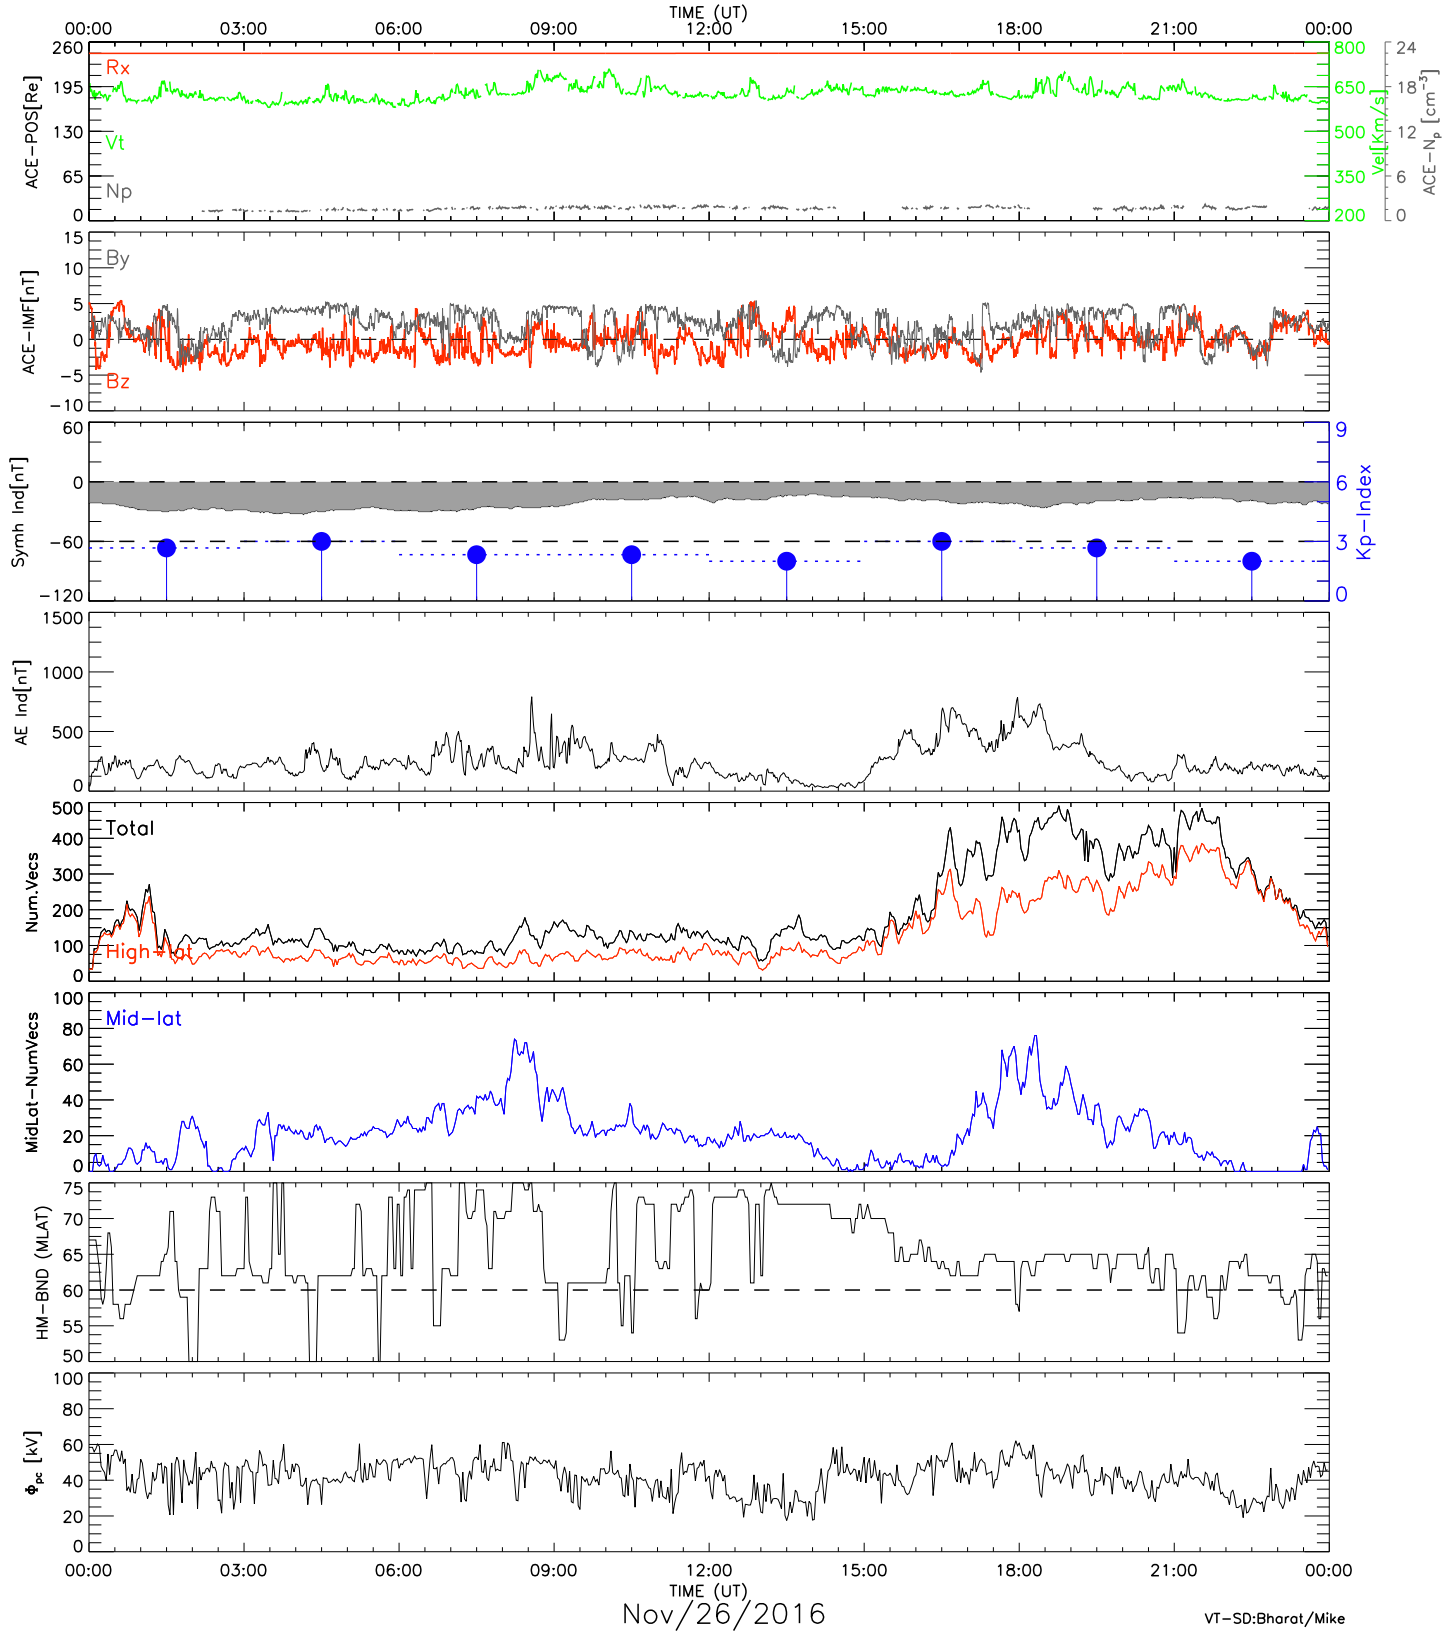 TIME (UT)
00:00 03:00 06:00 09:00 12:00 15:00 18:00 21:00 00:00
ACE-POS[Re]
260
195
130
65
0
Rx
Vt
Np
800
650
500
350
200
Vel[Km/s]
24
18
12
6
0
ACE-Np [cm-3]
ACE-IMF[nT]
15
10
5
0
-5
-10
By
Bz
Symh Ind[nT]
60
0
-60
-120
9
6
3
0
Kp-Index
AE Ind[nT]
1500
1000
500
0
Num.Vecs
500
400
300
200
100
0
Total
High-lat
MidLat-NumVecs
100
80
60
40
20
0
Mid-lat
HM-BND (MLAT)
75
70
65
60
55
50
Φpc [kV]
100
80
60
40
20
0
00:00 03:00 06:00 09:00 12:00 15:00 18:00 21:00 00:00
TIME (UT)
Nov/26/2016
VT-SD:Bharat/Mike